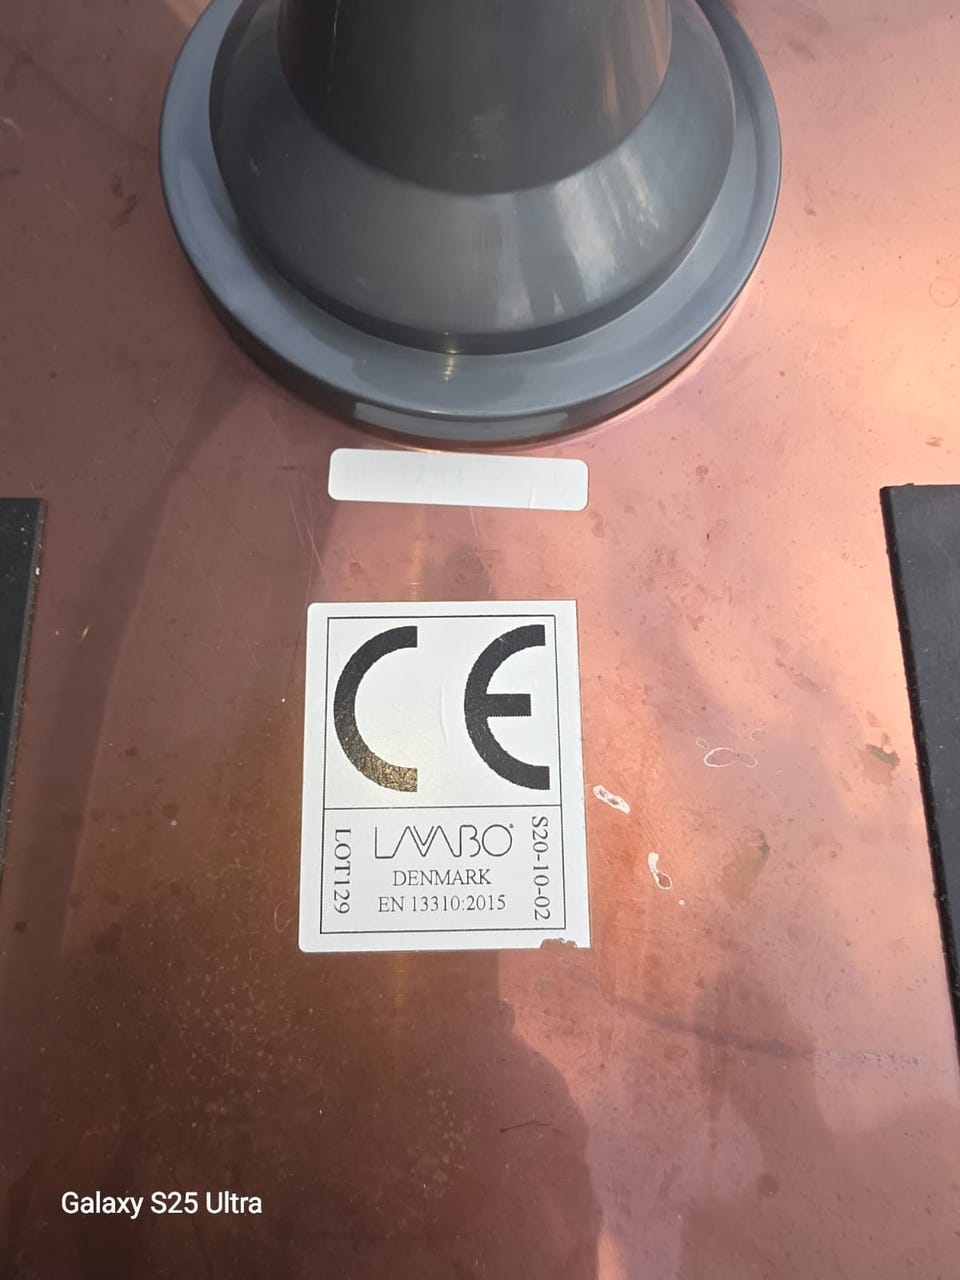 CE
LOT129
LAVABO®
DENMARK
EN 13310:2015
S20-10-02
Galaxy S25 Ultra